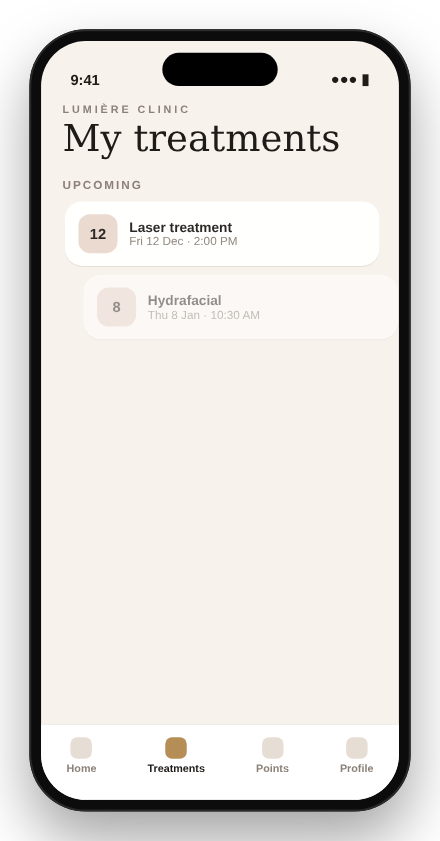 9:41
LUMIÈRE CLINIC
My treatments
UPCOMING
12
Laser treatment
Fri 12 Dec · 2:00 PM
8
Hydrafacial
Thu 8 Jan · 10:30 AM
Home
Treatments
Points
Profile